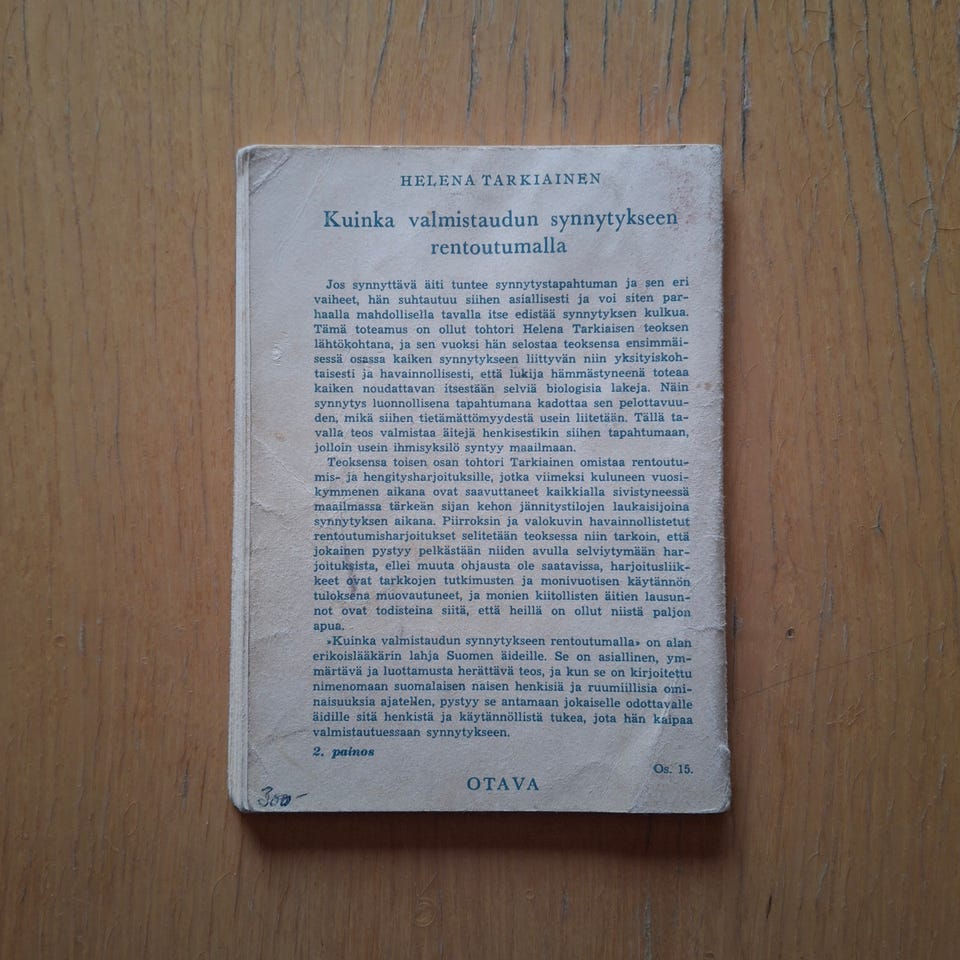 HELENA TARKIAINEN
Kuinka valmistaudun synnytykseen
rentoutumalla
Jos synnyttävä äiti tuntee synnytystapahtuman ja sen eri
vaiheet, hän suhtautuu siihen asiallisesti ja voi siten par-
haalla mahdollisella tavalla itse edistää synnytyksen kulkua.
Tämä toteamus on ollut tohtori Helena Tarkiaisen teoksen
lähtökohtana, ja sen vuoksi hän selostaa teoksensa ensimmäi-
sessä osassa kaiken synnytykseen liittyvän niin yksityiskoh-
taisesti ja havainnollisesti, että lukija hämmästyneenä toteaa
kaiken noudattavan itsestään selviä biologisia lakeja. Näin
synnytys luonnollisena tapahtumana kadottaa sen pelottavuu-
den, mikä siihen tietämättömyydestä usein liitetään. Tällä ta-
valla teos valmistaa äitejä henkisestikin siihen tapahtumaan,
jolloin usein ihmisyksilö syntyy maailmaan.
Teoksensa toisen osan tohtori Tarkiainen omistaa rentoutu-
mis- ja hengitysharjoituksille, jotka viimeksi kuluneen vuosi-
kymmenen aikana ovat saavuttaneet kaikkialla sivistyneessä
maailmassa tärkeän sijan kehon jännitystilojen laukaisijoina
synnytyksen aikana. Piirroksin ja valokuvin havainnollistetut
rentoutumisharjoitukset selitetään teoksessa niin tarkoin, että
jokainen pystyy pelkästään niiden avulla selviytymään har-
joituksista, ellei muuta ohjausta ole saatavissa, harjoitusliik-
keet ovat tarkkojen tutkimusten ja monivuotisen käytännön
tuloksena muovautuneet, ja monien kiitollisten äitien lausun-
not ovat todisteina siitä, että heillä on ollut niistä paljon
apua.
»Kuinka valmistaudun synnytykseen rentoutumalla» on alan
erikoislääkärin lahja Suomen äideille. Se on asiallinen, ym-
märtävä ja luottamusta herättävä teos, ja kun se on kirjoitettu
nimenomaan suomalaisen naisen henkisiä ja ruumiillisia omi-
naisuuksia ajatellen, pystyy se antamaan jokaiselle odottavalle
äidille sitä henkistä ja käytännöllistä tukea, jota hän kaipaa
valmistautuessaan synnytykseen.
2. painos
Os. 15.
OTAVA
300-